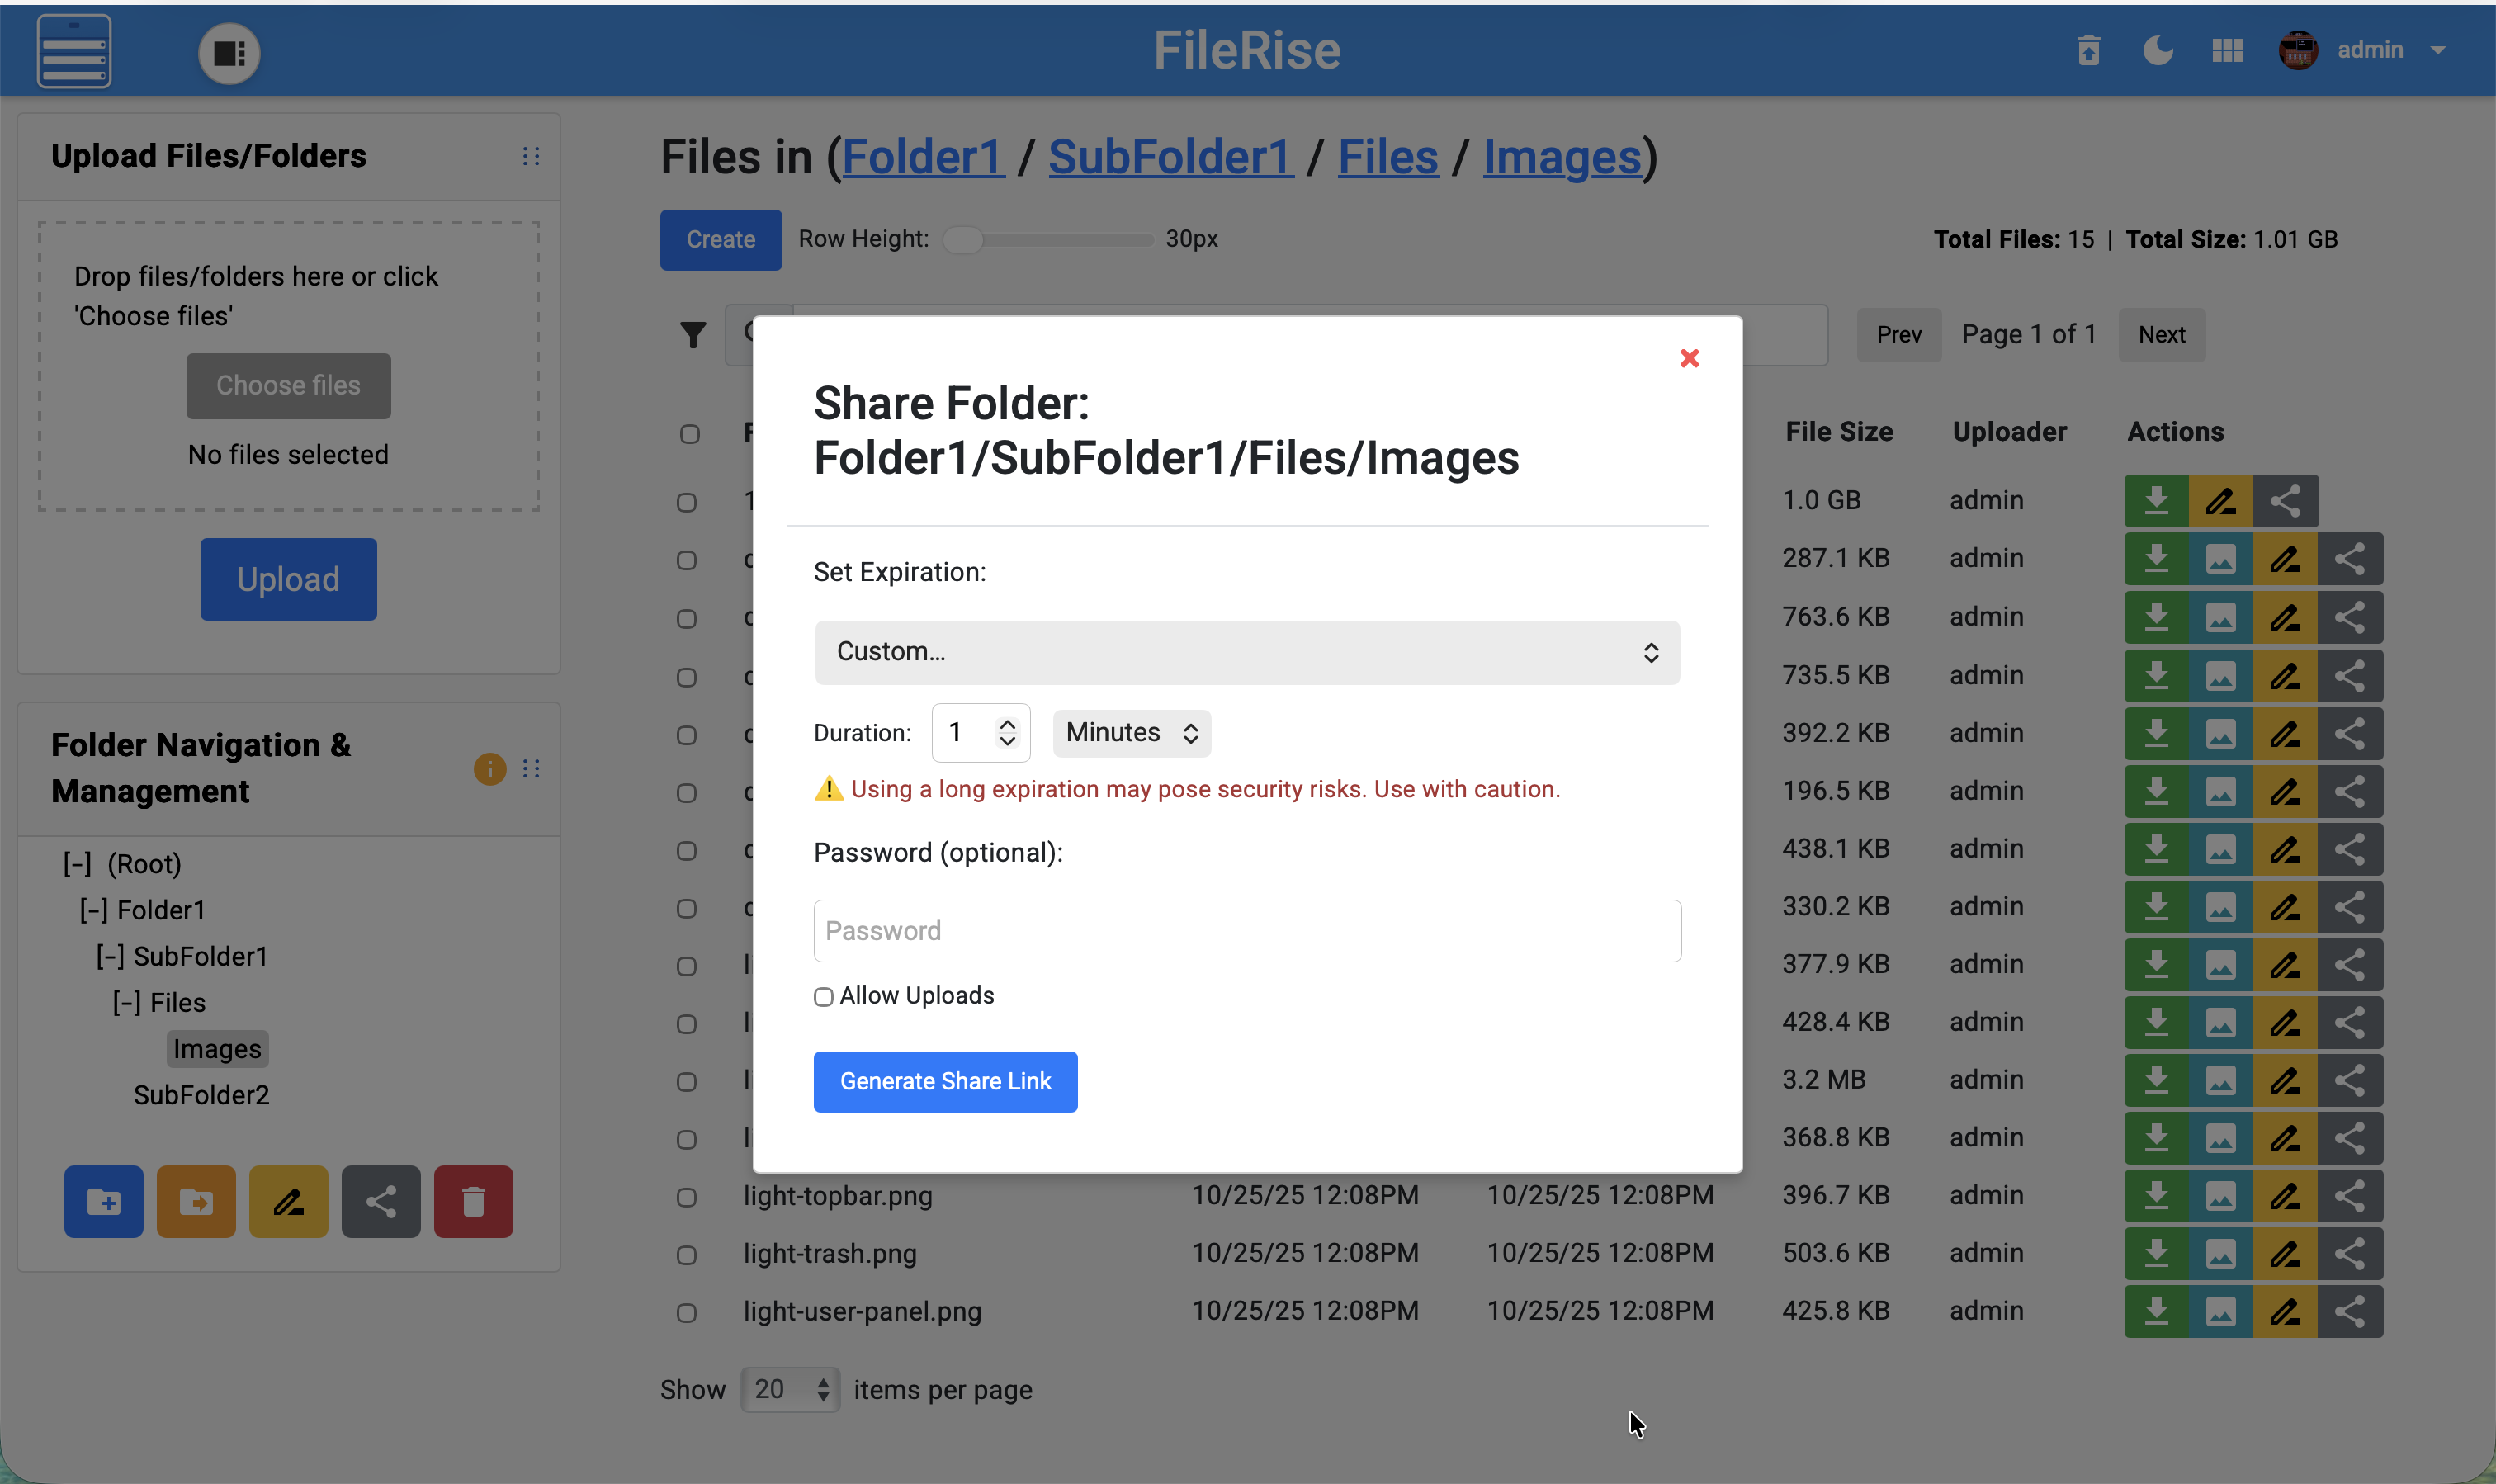 FileRise
admin
Upload Files/Folders
Drop files/folders here or click
'Choose files'
Choose files
No files selected
Upload
Folder Navigation &
Management
[-] (Root)
[-] Folder1
[-] SubFolder1
[-] Files
Images
SubFolder2
Files in (Folder1 / SubFolder1 / Files / Images)
Create Row Height: 30px
Total Files: 15 | Total Size: 1.01 GB
Prev Page 1 of 1 Next
File Size Uploader Actions
1.0 GB admin
287.1 KB admin
763.6 KB admin
735.5 KB admin
392.2 KB admin
196.5 KB admin
438.1 KB admin
330.2 KB admin
377.9 KB admin
428.4 KB admin
3.2 MB admin
368.8 KB admin
light-topbar.png 10/25/25 12:08PM 10/25/25 12:08PM 396.7 KB admin
light-trash.png 10/25/25 12:08PM 10/25/25 12:08PM 503.6 KB admin
light-user-panel.png 10/25/25 12:08PM 10/25/25 12:08PM 425.8 KB admin
Show 20 items per page
Share Folder:
Folder1/SubFolder1/Files/Images
Set Expiration:
Custom...
Duration: 1 Minutes
Using a long expiration may pose security risks. Use with caution.
Password (optional):
Password
Allow Uploads
Generate Share Link